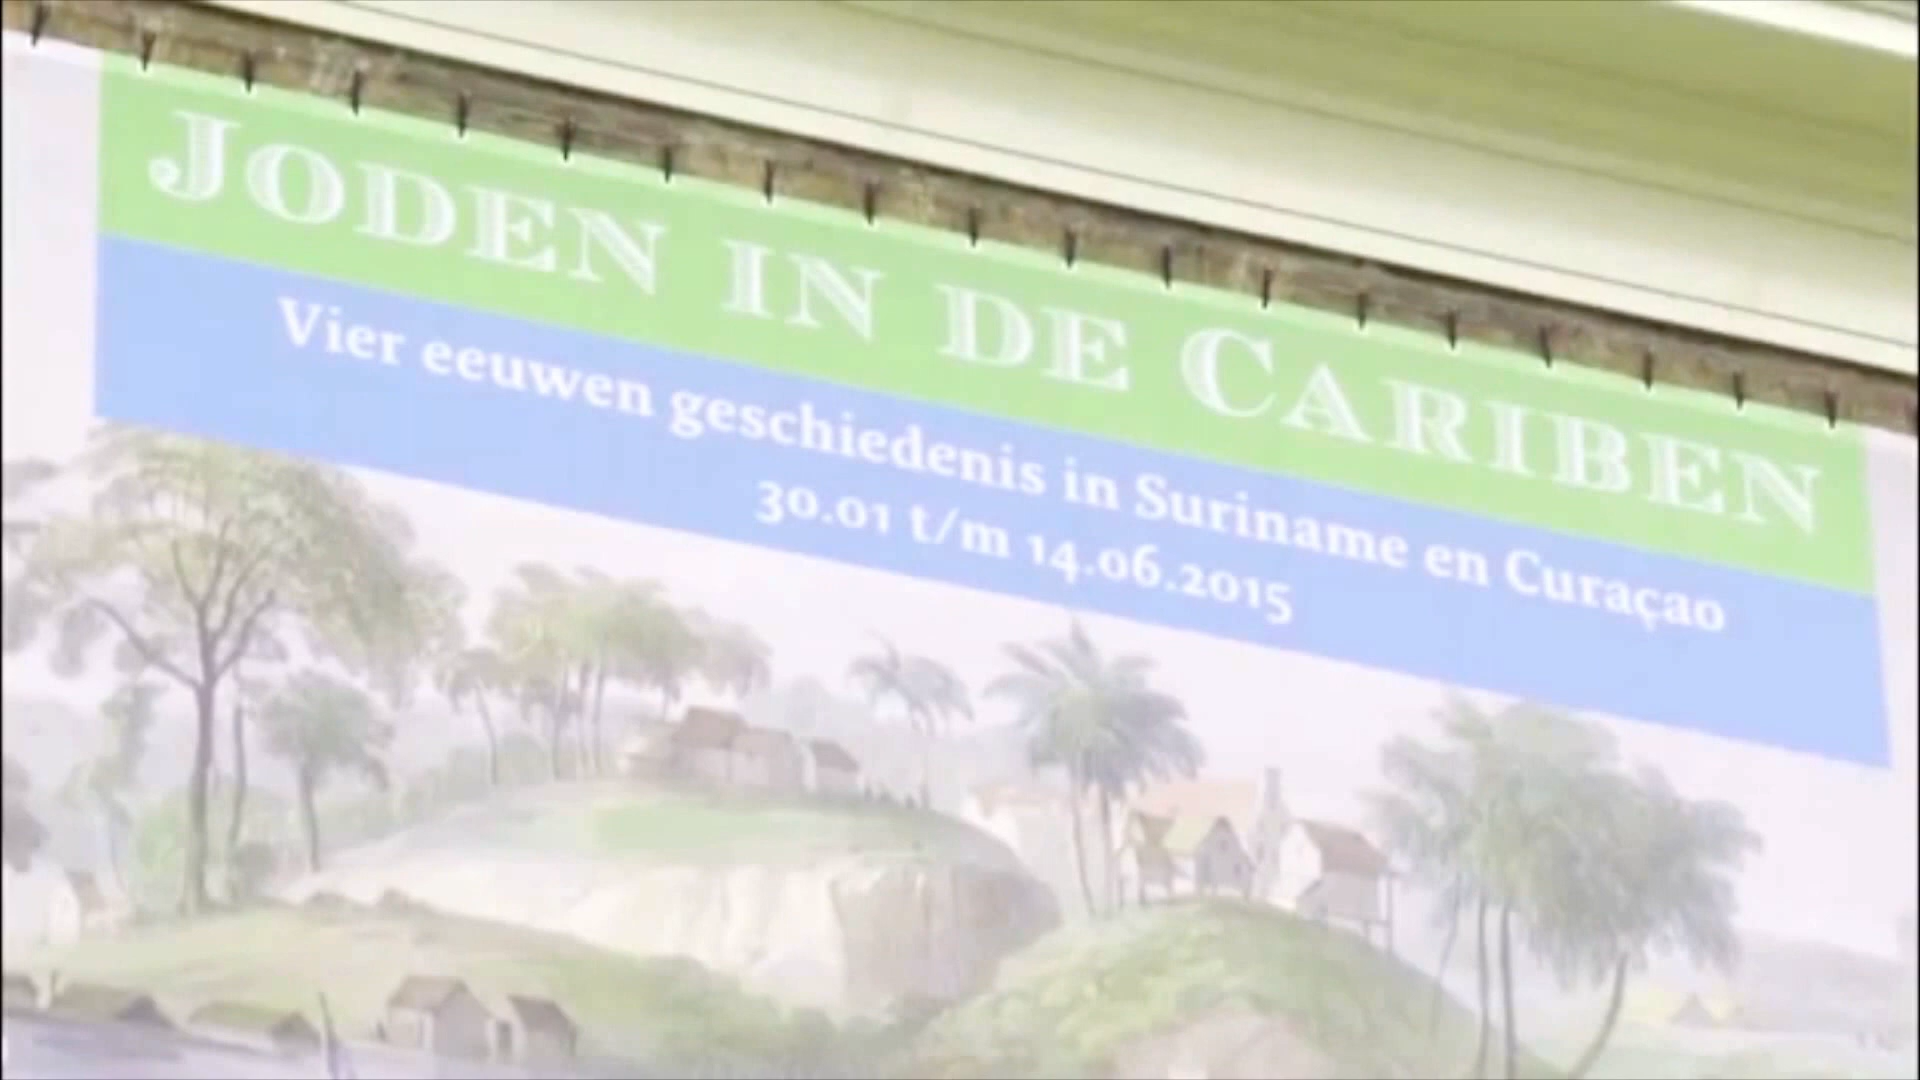 JODEN IN DE CARIBEN
Vier eeuwen geschiedenis in Suriname en Curaçao
30.01 t/m 14.06.2015